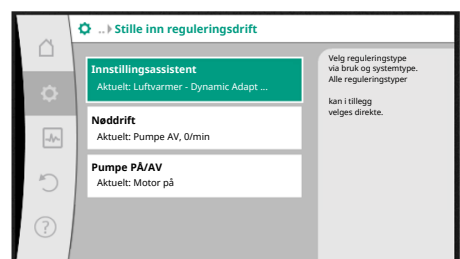 .. Stille inn reguleringsdrift
Innstillingsassistent
Aktuelt: Luftvarmer - Dynamic Adapt ...
Nøddrift
Aktuelt: Pumpe AV, 0/min
Pumpe PÅ/AV
Aktuelt: Motor på
Velg reguleringstype
via bruk og systemtype.
Alle reguleringstyper
kan i tillegg
velges direkte.
?